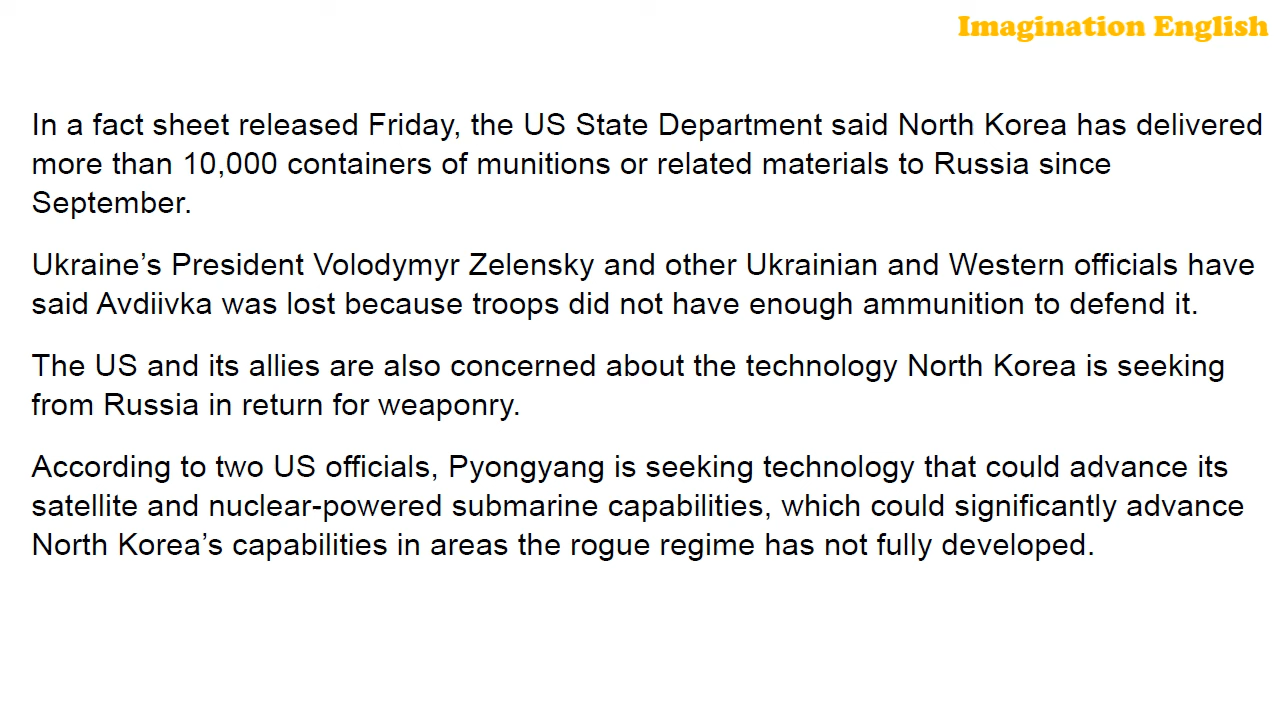 Imagination English
In a fact sheet released Friday, the US State Department said North Korea has delivered
more than 10,000 containers of munitions or related materials to Russia since
September.
Ukraine’s President Volodymyr Zelensky and other Ukrainian and Western officials have
said Avdiivka was lost because troops did not have enough ammunition to defend it.
The US and its allies are also concerned about the technology North Korea is seeking
from Russia in return for weaponry.
According to two US officials, Pyongyang is seeking technology that could advance its
satellite and nuclear-powered submarine capabilities, which could significantly advance
North Korea’s capabilities in areas the rogue regime has not fully developed.